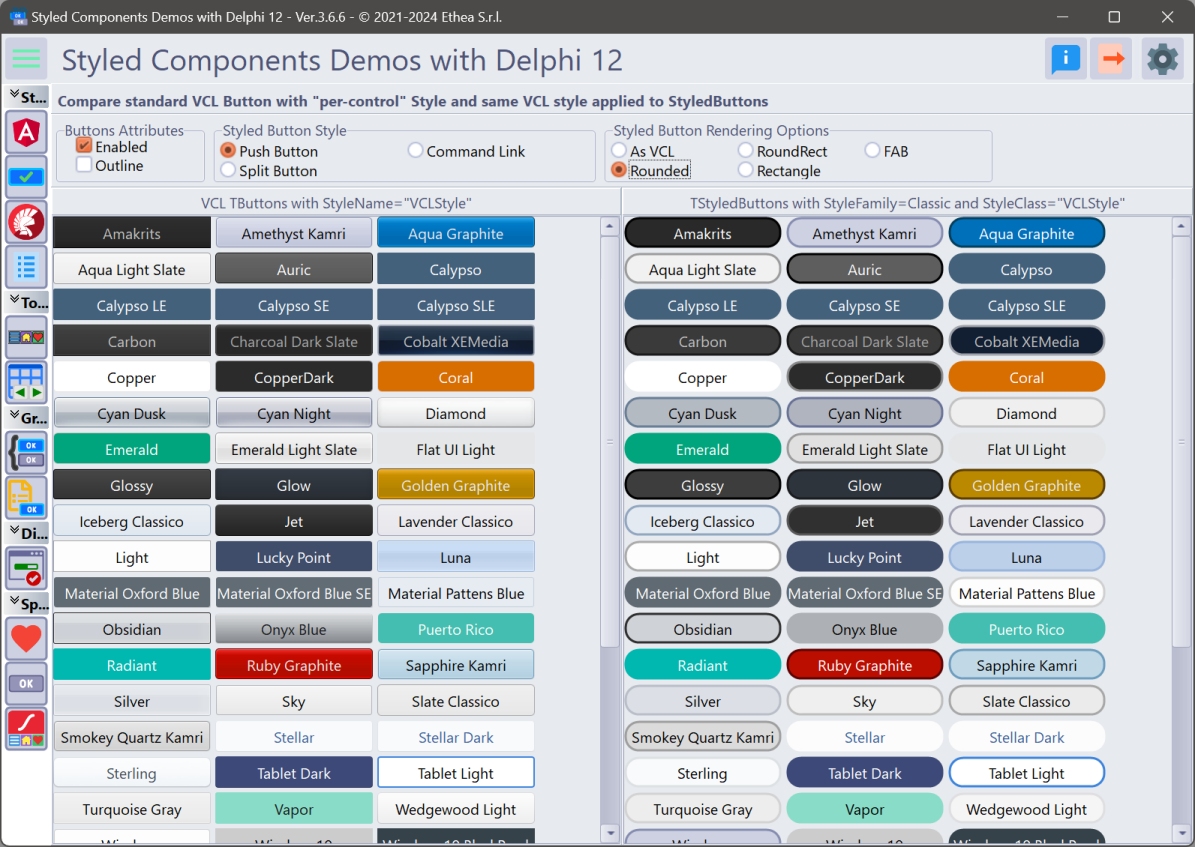 Styled Components Demos with Delphi 12 - Ver.3.6.6 - © 2021-2024 Ethea S.r.l.
Styled Components Demos with Delphi 12
St...
Compare standard VCL Button with "per-control" Style and same VCL style applied to StyledButtons
Buttons Attributes
Enabled
Outline
Styled Button Style
Push Button
Command Link
Split Button
Styled Button Rendering Options
As VCL
RoundRect
FAB
Rounded
Rectangle
To...
Gr...
OK
OK
OK
Di...
Sp...
OK
VCL TButtons with StyleName="VCLStyle"
Amakrits Amethyst Kamri Aqua Graphite
Aqua Light Slate Auric Calypso
Calypso LE Calypso SE Calypso SLE
Carbon Charcoal Dark Slate Cobalt XEMedia
Copper CopperDark Coral
Cyan Dusk Cyan Night Diamond
Emerald Emerald Light Slate Flat UI Light
Glossy Glow Golden Graphite
Iceberg Classico Jet Lavender Classico
Light Lucky Point Luna
Material Oxford Blue Material Oxford Blue SE Material Pattens Blue
Obsidian Onyx Blue Puerto Rico
Radiant Ruby Graphite Sapphire Kamri
Silver Sky Slate Classico
Smokey Quartz Kamri Stellar Stellar Dark
Sterling Tablet Dark Tablet Light
Turquoise Gray Vapor Wedgewood Light
TStyledButtons with StyleFamily=Classic and StyleClass="VCLStyle"
Amakrits Amethyst Kamri Aqua Graphite
Aqua Light Slate Auric Calypso
Calypso LE Calypso SE Calypso SLE
Carbon Charcoal Dark Slate Cobalt XEMedia
Copper CopperDark Coral
Cyan Dusk Cyan Night Diamond
Emerald Emerald Light Slate Flat UI Light
Glossy Glow Golden Graphite
Iceberg Classico Jet Lavender Classico
Light Lucky Point Luna
Material Oxford Blue Material Oxford Blue SE Material Pattens Blue
Obsidian Onyx Blue Puerto Rico
Radiant Ruby Graphite Sapphire Kamri
Silver Sky Slate Classico
Smokey Quartz Kamri Stellar Stellar Dark
Sterling Tablet Dark Tablet Light
Turquoise Gray Vapor Wedgewood Light